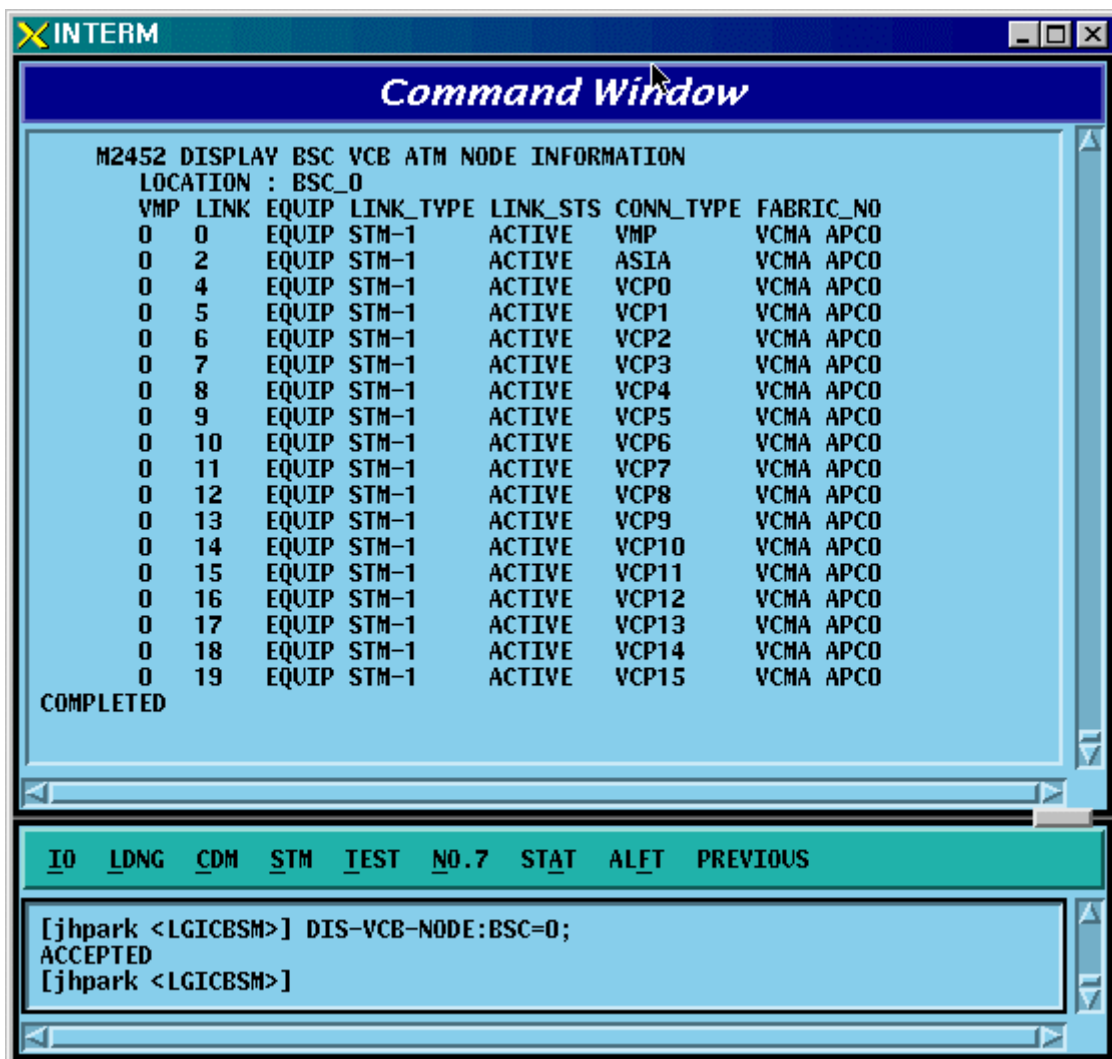 INTERM
Command Window
M2452 DISPLAY BSC VCB ATM NODE INFORMATION
LOCATION : BSC_0
VMP LINK EQUIP LINK_TYPE LINK_STS CONN_TYPE FABRIC_NO
0 0 EQUIP STM-1 ACTIVE VMP VCMA APC0
0 2 EQUIP STM-1 ACTIVE ASIA VCMA APC0
0 4 EQUIP STM-1 ACTIVE VCP0 VCMA APC0
0 5 EQUIP STM-1 ACTIVE VCP1 VCMA APC0
0 6 EQUIP STM-1 ACTIVE VCP2 VCMA APC0
0 7 EQUIP STM-1 ACTIVE VCP3 VCMA APC0
0 8 EQUIP STM-1 ACTIVE VCP4 VCMA APC0
0 9 EQUIP STM-1 ACTIVE VCP5 VCMA APC0
0 10 EQUIP STM-1 ACTIVE VCP6 VCMA APC0
0 11 EQUIP STM-1 ACTIVE VCP7 VCMA APC0
0 12 EQUIP STM-1 ACTIVE VCP8 VCMA APC0
0 13 EQUIP STM-1 ACTIVE VCP9 VCMA APC0
0 14 EQUIP STM-1 ACTIVE VCP10 VCMA APC0
0 15 EQUIP STM-1 ACTIVE VCP11 VCMA APC0
0 16 EQUIP STM-1 ACTIVE VCP12 VCMA APC0
0 17 EQUIP STM-1 ACTIVE VCP13 VCMA APC0
0 18 EQUIP STM-1 ACTIVE VCP14 VCMA APC0
0 19 EQUIP STM-1 ACTIVE VCP15 VCMA APC0
COMPLETED
IO LDNG CDM STM TEST NO.7 STAT ALFT PREVIOUS
[jhpark <LGICBSM>] DIS-VCB-NODE:BSC=0;
ACCEPTED
[jhpark <LGICBSM>]